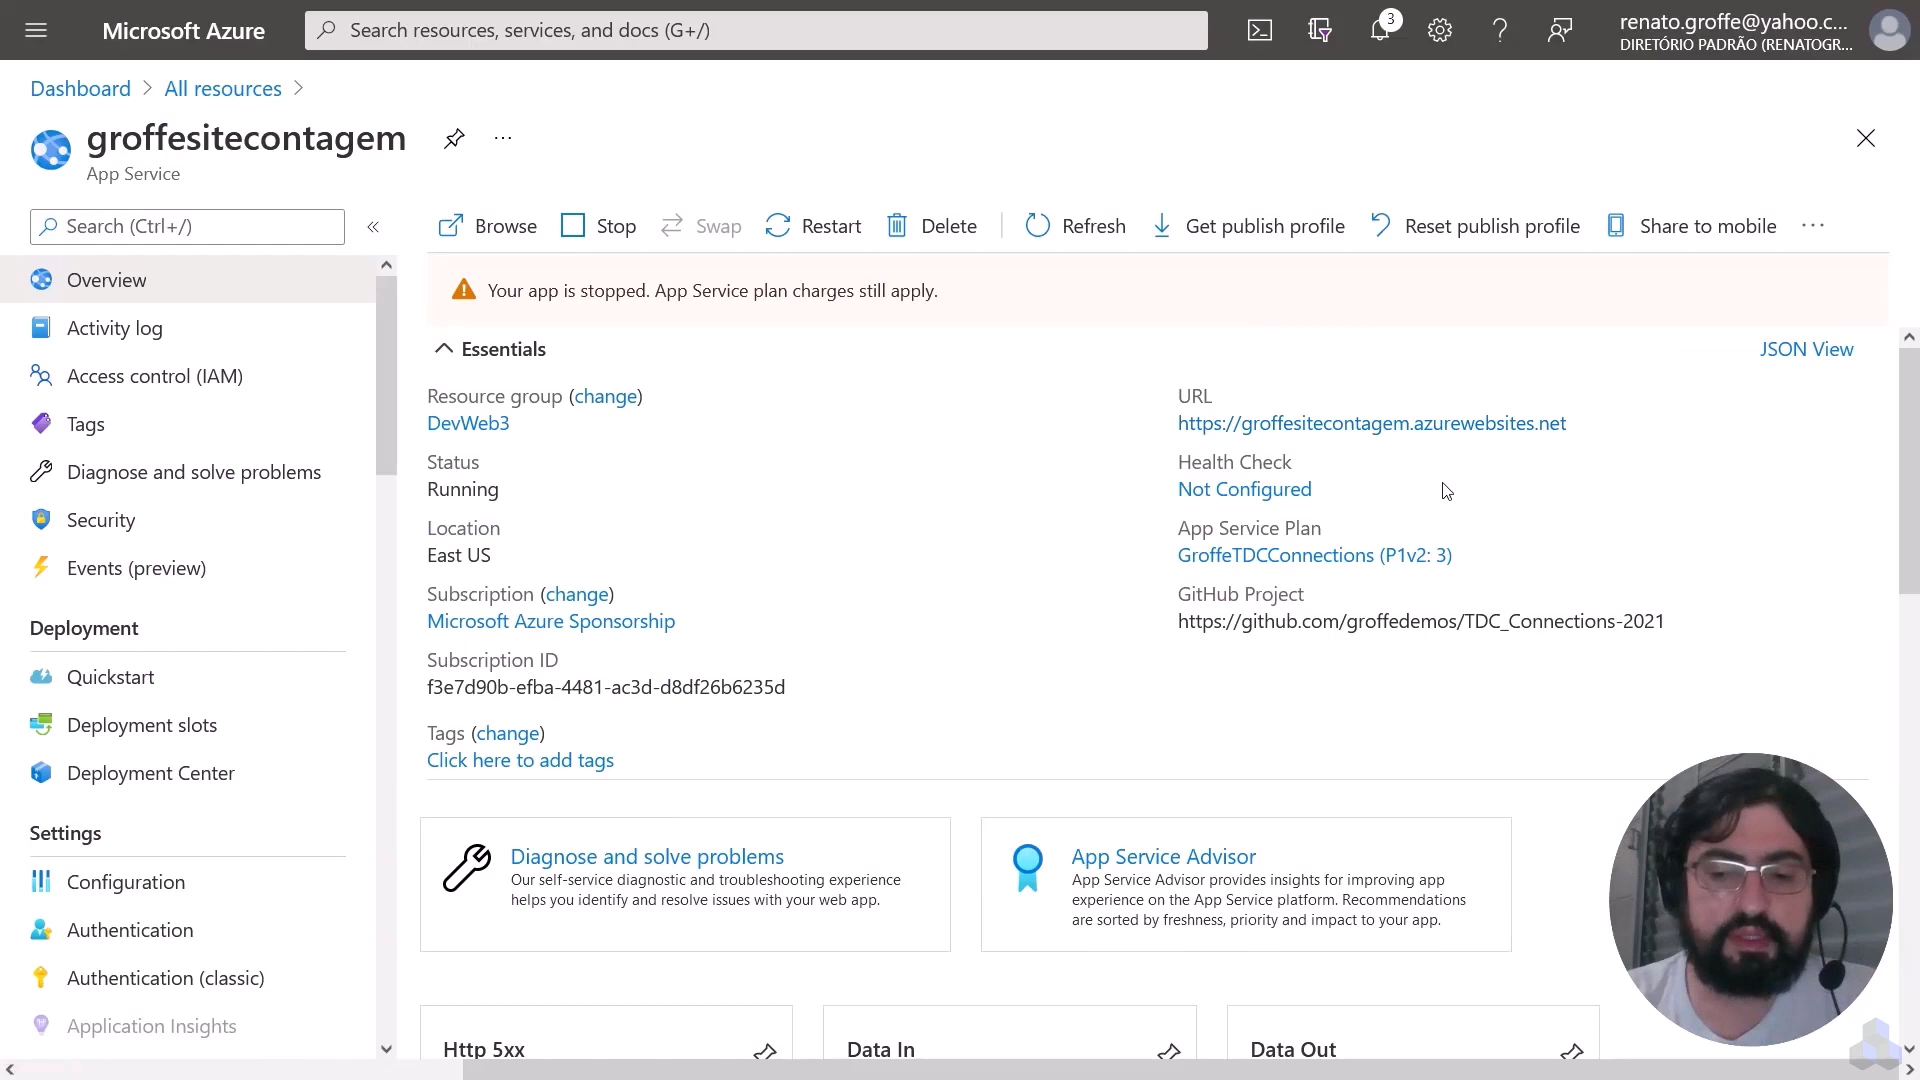 Microsoft Azure
Search resources, services, and docs (G+/)
3
renato.groffe@yahoo.c...
DIRETÓRIO PADRÃO (RENATOGR...
Dashboard > All resources >
groffesitecontagem
...
App Service
Search (Ctrl+/)
«
Browse
Stop
Swap
Restart
Delete
Refresh
Get publish profile
Reset publish profile
Share to mobile
...
Your app is stopped. App Service plan charges still apply.
Overview
Activity log
Access control (IAM)
Tags
Diagnose and solve problems
Security
Events (preview)
Deployment
Quickstart
Deployment slots
Deployment Center
Settings
Configuration
Authentication
Authentication (classic)
Application Insights
Essentials
JSON View
Resource group (change)
DevWeb3
Status
Running
Location
East US
Subscription (change)
Microsoft Azure Sponsorship
Subscription ID
f3e7d90b-efba-4481-ac3d-d8df26b6235d
Tags (change)
Click here to add tags
URL
https://groffesitecontagem.azurewebsites.net
Health Check
Not Configured
App Service Plan
GroffeTDCConnections (P1v2: 3)
GitHub Project
https://github.com/groffedemos/TDC_Connections-2021
Diagnose and solve problems
Our self-service diagnostic and troubleshooting experience
helps you identify and resolve issues with your web app.
App Service Advisor
App Service Advisor provides insights for improving app
experience on the App Service platform. Recommendations
are sorted by freshness, priority and impact to your app.
Http 5xx
Data In
Data Out